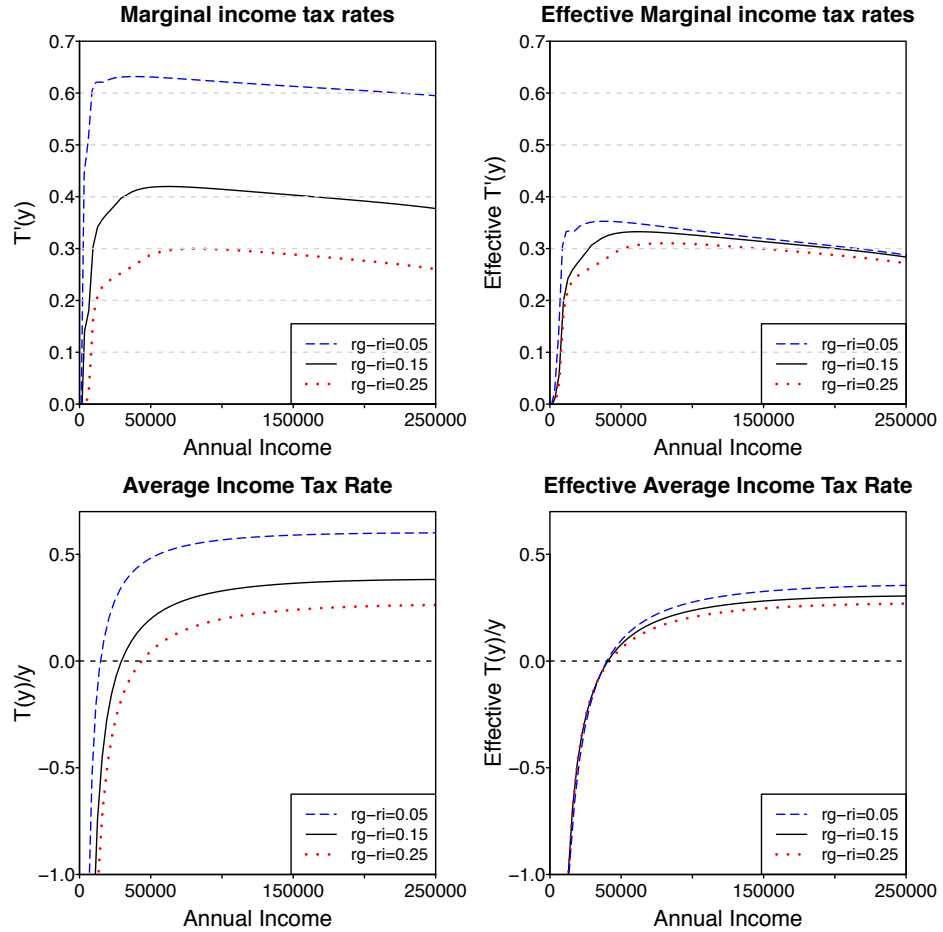 Marginal income tax rates
0.7
0.6
0.5
0.4
0.3
0.2
0.1
0.0
T'(y)
rg−ri=0.05
rg−ri=0.15
rg−ri=0.25
0 50000 150000 250000
Annual Income
Effective Marginal income tax rates
0.7
0.6
0.5
0.4
0.3
0.2
0.1
0.0
Effective T'(y)
rg−ri=0.05
rg−ri=0.15
rg−ri=0.25
0 50000 150000 250000
Annual Income
Average Income Tax Rate
0.5
0.0
−0.5
−1.0
T(y)/y
rg−ri=0.05
rg−ri=0.15
rg−ri=0.25
0 50000 150000 250000
Annual Income
Effective Average Income Tax Rate
0.5
0.0
−0.5
−1.0
Effective T(y)/y
rg−ri=0.05
rg−ri=0.15
rg−ri=0.25
0 50000 150000 250000
Annual Income